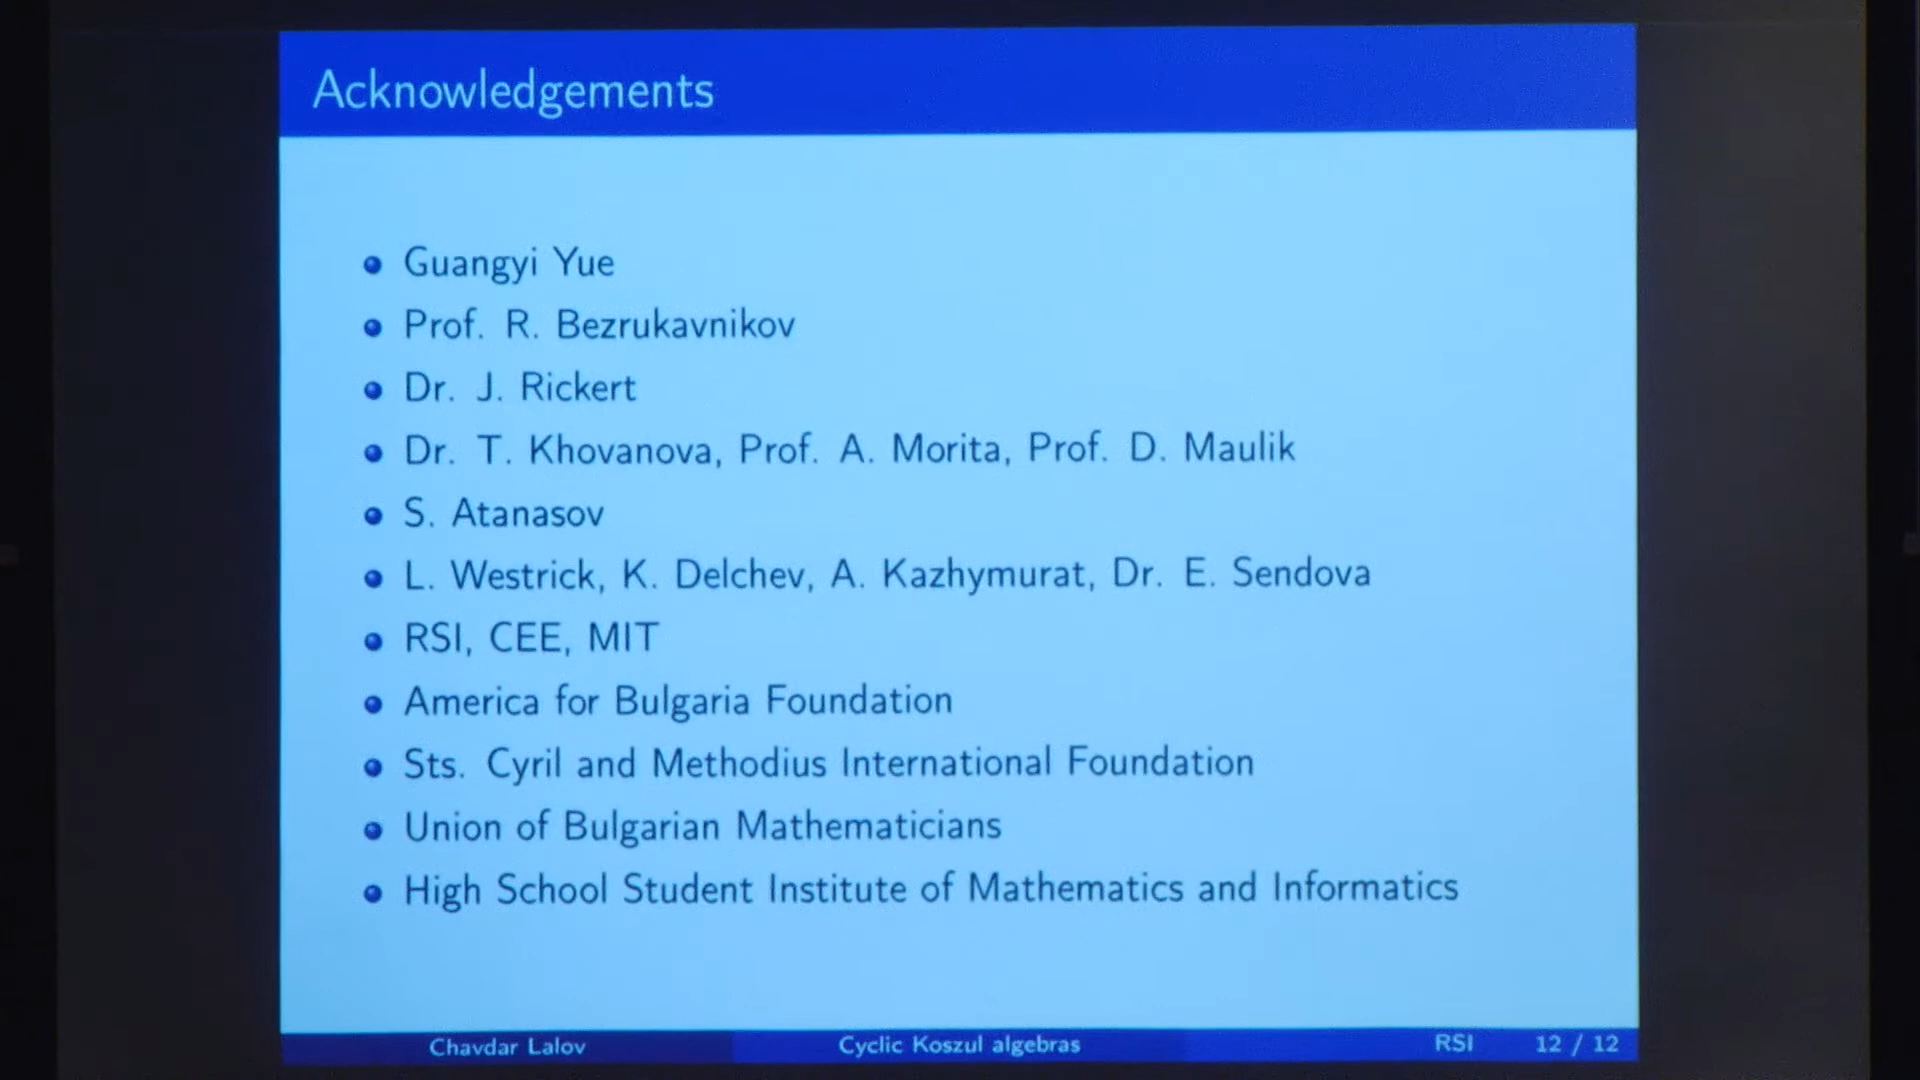 Acknowledgements
Guangyi Yue
Prof. R. Bezrukavnikov
Dr. J. Rickert
Dr. T. Khovanova, Prof. A. Morita, Prof. D. Maulik
S. Atanasov
L. Westrick, K. Delchev, A. Kazhymurat, Dr. E. Sendova
RSI, CEE, MIT
America for Bulgaria Foundation
Sts. Cyril and Methodius International Foundation
Union of Bulgarian Mathematicians
High School Student Institute of Mathematics and Informatics
Chavdar Lalov Cyclic Koszul algebras RSI 12 / 12